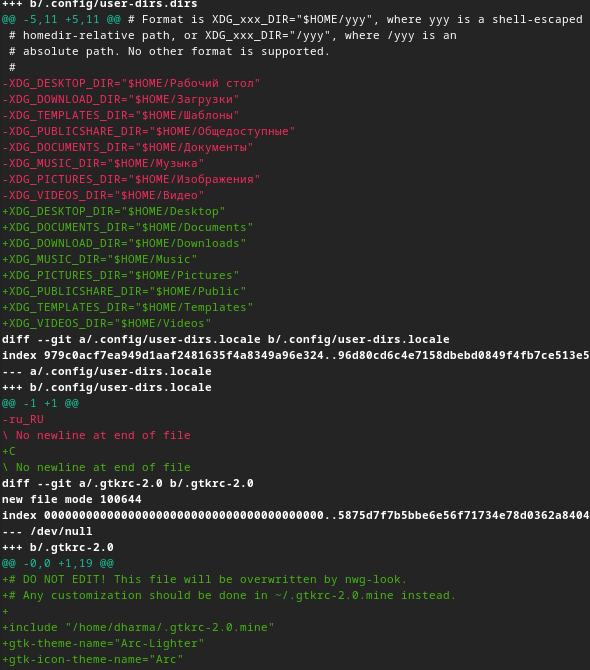 +++ b/.config/user-dirs.dirs
@@ -5,11 +5,11 @@ # Format is XDG_xxx_DIR="$HOME/yyy", where yyy is a shell-escaped
 # homedir-relative path, or XDG_xxx_DIR="/yyy", where /yyy is an
 # absolute path. No other format is supported.
 #
-XDG_DESKTOP_DIR="$HOME/Рабочий стол"
-XDG_DOWNLOAD_DIR="$HOME/Загрузки"
-XDG_TEMPLATES_DIR="$HOME/Шаблоны"
-XDG_PUBLICSHARE_DIR="$HOME/Общедоступные"
-XDG_DOCUMENTS_DIR="$HOME/Документы"
-XDG_MUSIC_DIR="$HOME/Музыка"
-XDG_PICTURES_DIR="$HOME/Изображения"
-XDG_VIDEOS_DIR="$HOME/Видео"
+XDG_DESKTOP_DIR="$HOME/Desktop"
+XDG_DOCUMENTS_DIR="$HOME/Documents"
+XDG_DOWNLOAD_DIR="$HOME/Downloads"
+XDG_MUSIC_DIR="$HOME/Music"
+XDG_PICTURES_DIR="$HOME/Pictures"
+XDG_PUBLICSHARE_DIR="$HOME/Public"
+XDG_TEMPLATES_DIR="$HOME/Templates"
+XDG_VIDEOS_DIR="$HOME/Videos"
diff --git a/.config/user-dirs.locale b/.config/user-dirs.locale
index 979c0acf7ea949d1aaf2481635f4a8349a96e324..96d80cd6c4e7158dbebd0849f4fb7ce513e5
--- a/.config/user-dirs.locale
+++ b/.config/user-dirs.locale
@@ -1 +1 @@
-ru_RU
\ No newline at end of file
+C
\ No newline at end of file
diff --git a/.gtkrc-2.0 b/.gtkrc-2.0
new file mode 100644
index 0000000000000000000000000000000000000000..5875d7f7b5bbe6e56f71734e78d0362a8404
--- /dev/null
+++ b/.gtkrc-2.0
@@ -0,0 +1,19 @@
+# DO NOT EDIT! This file will be overwritten by nwg-look.
+# Any customization should be done in ~/.gtkrc-2.0.mine instead.
+
+include "/home/dharma/.gtkrc-2.0.mine"
+gtk-theme-name="Arc-Lighter"
+gtk-icon-theme-name="Arc"